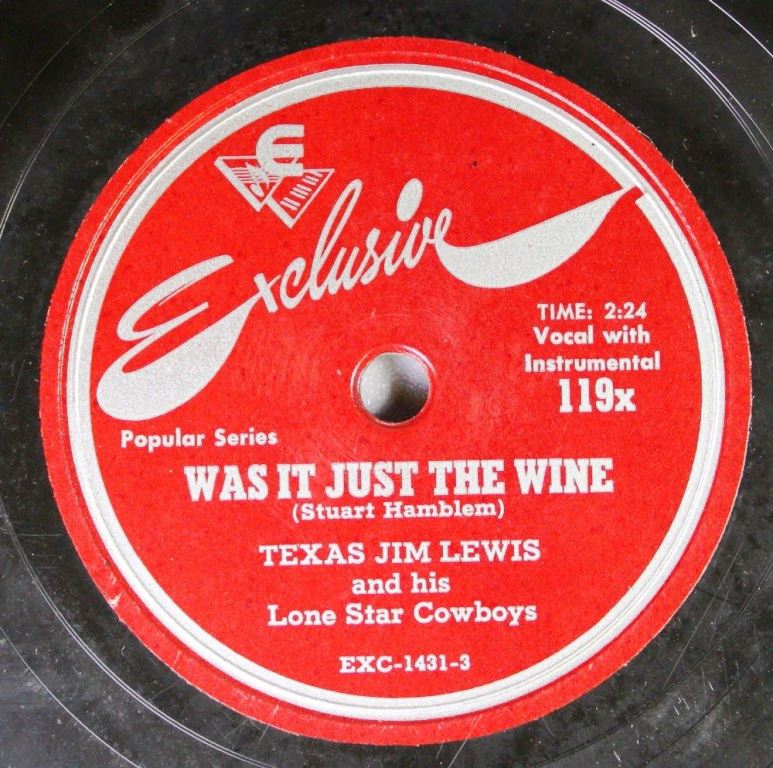 E
Exclusive
TIME: 2:24
Vocal with
Instrumental
119x
Popular Series
WAS IT JUST THE WINE
(Stuart Hamblem)
TEXAS JIM LEWIS
and his
Lone Star Cowboys
EXC-1431-3